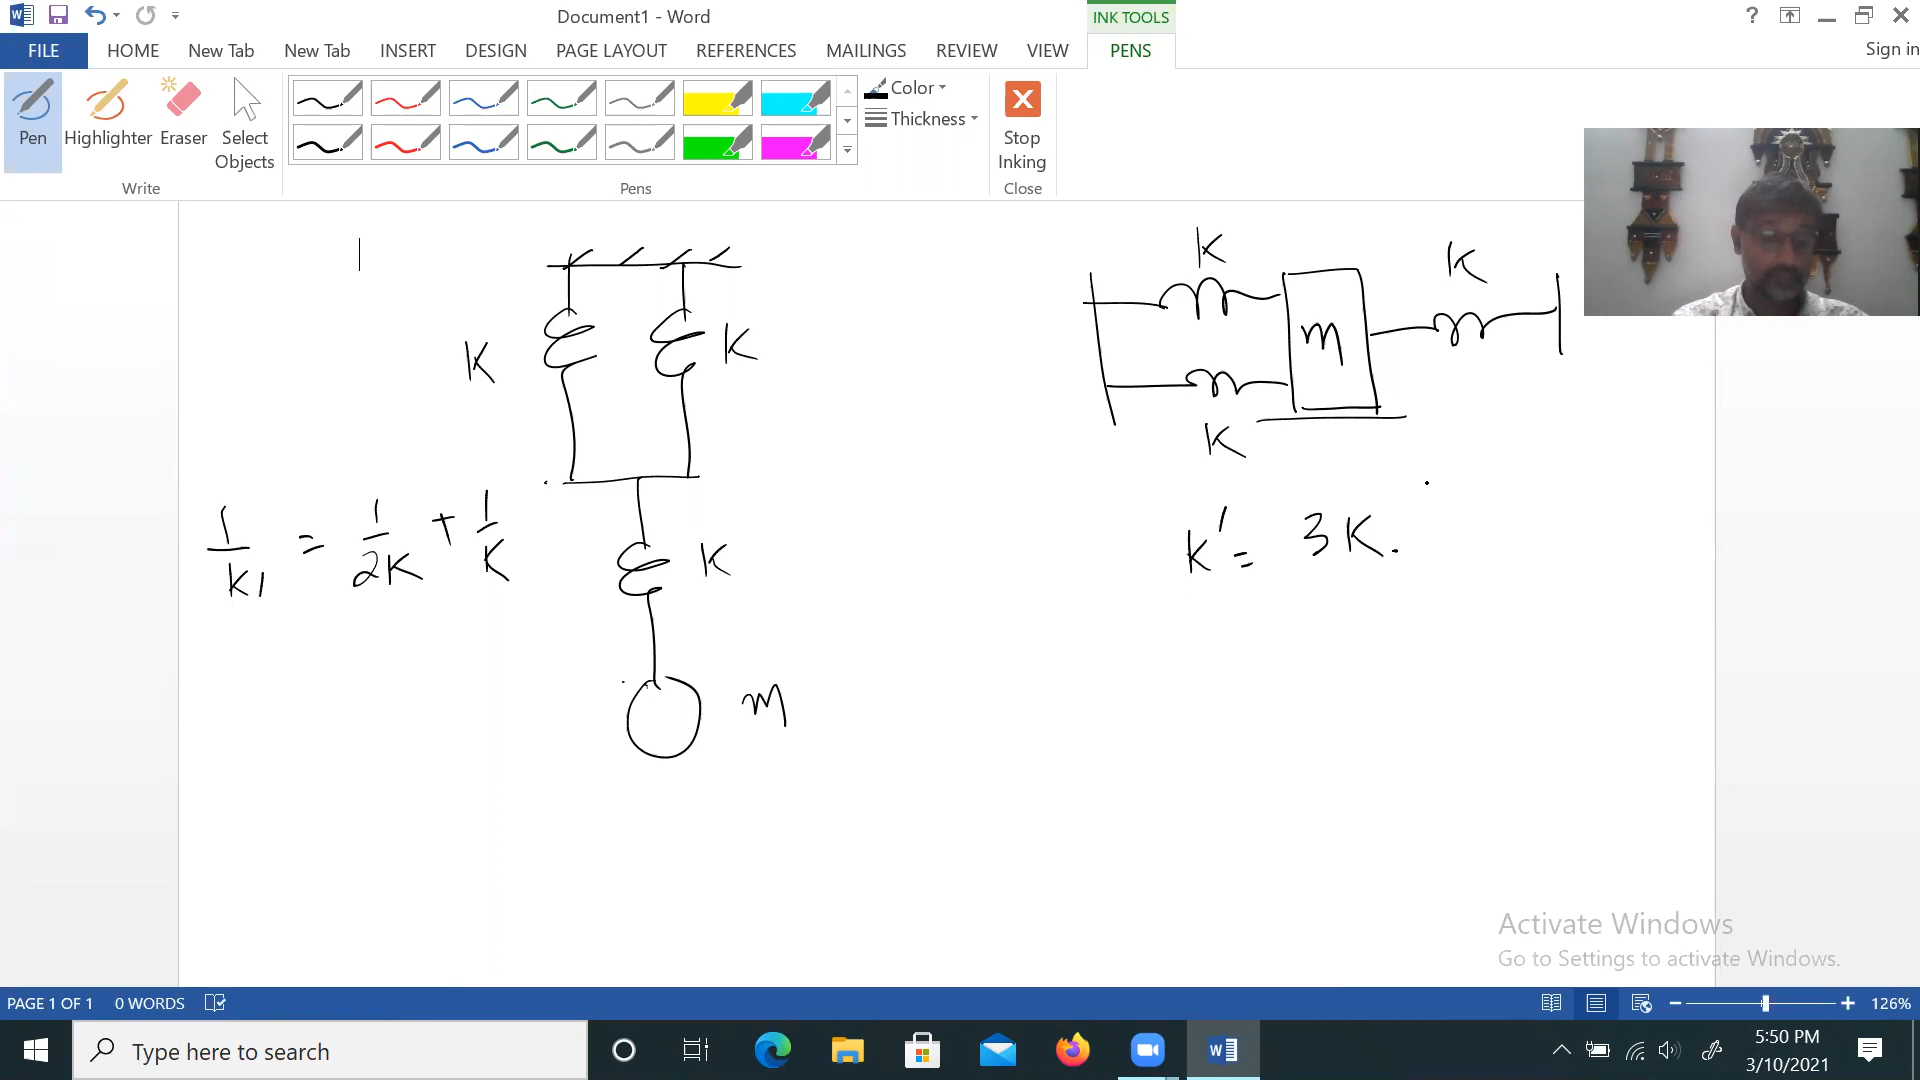 Document1 - Word
INK TOOLS
?
FILE HOME New Tab New Tab INSERT DESIGN PAGE LAYOUT REFERENCES MAILINGS REVIEW VIEW PENS Sign in
Pen Highlighter Eraser Select Objects
Color
Thickness
Stop Inking
Write Pens Close
K K
K K m
K
1/K1 = 1/2K + 1/K
K
K' = 3K.
m
Activate Windows
Go to Settings to activate Windows.
PAGE 1 OF 1 0 WORDS 126%
Type here to search
5:50 PM
3/10/2021